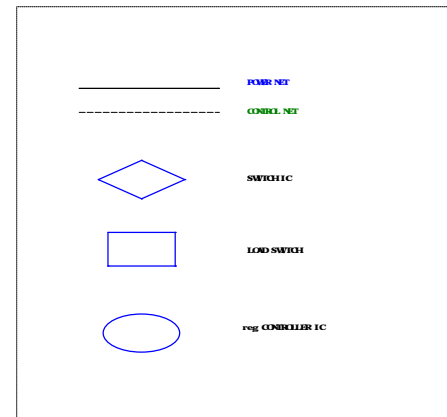 POWER NET
CONTROL NET
SWITCH IC
LOAD SWITCH
reg CONTROLLER IC